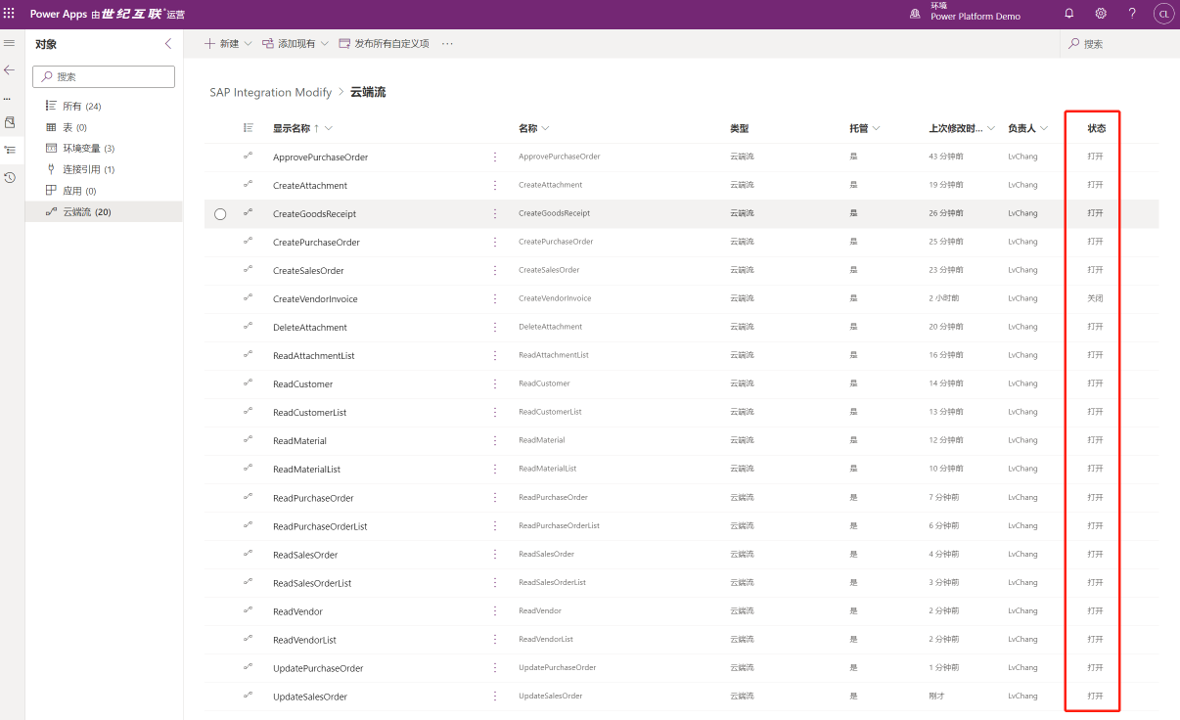 Power Apps 由世纪互联运营
环境
Power Platform Demo
? CL
对象
搜索
所有 (24)
表 (0)
环境变量 (3)
连接引用 (1)
应用 (0)
云端流 (20)
新建 添加现有 发布所有自定义项 ···
搜索
SAP Integration Modify > 云端流
显示名称 ↑ 名称 类型 托管 上次修改时... 负责人 状态
ApprovePurchaseOrder ApprovePurchaseOrder 云端流 是 43 分钟前 LvChang 打开
CreateAttachment CreateAttachment 云端流 是 19 分钟前 LvChang 打开
CreateGoodsReceipt CreateGoodsReceipt 云端流 是 26 分钟前 LvChang 打开
CreatePurchaseOrder CreatePurchaseOrder 云端流 是 25 分钟前 LvChang 打开
CreateSalesOrder CreateSalesOrder 云端流 是 23 分钟前 LvChang 打开
CreateVendorInvoice CreateVendorInvoice 云端流 是 2 小时前 LvChang 关闭
DeleteAttachment DeleteAttachment 云端流 是 20 分钟前 LvChang 打开
ReadAttachmentList ReadAttachmentList 云端流 是 16 分钟前 LvChang 打开
ReadCustomer ReadCustomer 云端流 是 14 分钟前 LvChang 打开
ReadCustomerList ReadCustomerList 云端流 是 13 分钟前 LvChang 打开
ReadMaterial ReadMaterial 云端流 是 12 分钟前 LvChang 打开
ReadMaterialList ReadMaterialList 云端流 是 10 分钟前 LvChang 打开
ReadPurchaseOrder ReadPurchaseOrder 云端流 是 7 分钟前 LvChang 打开
ReadPurchaseOrderList ReadPurchaseOrderList 云端流 是 6 分钟前 LvChang 打开
ReadSalesOrder ReadSalesOrder 云端流 是 4 分钟前 LvChang 打开
ReadSalesOrderList ReadSalesOrderList 云端流 是 3 分钟前 LvChang 打开
ReadVendor ReadVendor 云端流 是 2 分钟前 LvChang 打开
ReadVendorList ReadVendorList 云端流 是 2 分钟前 LvChang 打开
UpdatePurchaseOrder UpdatePurchaseOrder 云端流 是 1 分钟前 LvChang 打开
UpdateSalesOrder UpdateSalesOrder 云端流 是 刚才 LvChang 打开